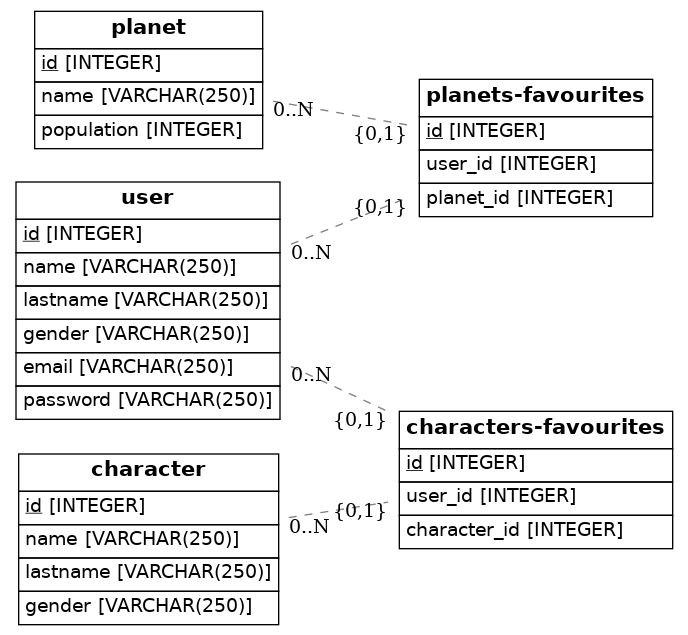 planet
id [INTEGER]
name [VARCHAR(250)]
population [INTEGER]
0..N
{0,1}
planets-favourites
id [INTEGER]
user_id [INTEGER]
planet_id [INTEGER]
user
id [INTEGER]
name [VARCHAR(250)]
lastname [VARCHAR(250)]
gender [VARCHAR(250)]
email [VARCHAR(250)]
password [VARCHAR(250)]
{0,1}
0..N
0..N
{0,1}
characters-favourites
id [INTEGER]
user_id [INTEGER]
character_id [INTEGER]
character
id [INTEGER]
name [VARCHAR(250)]
lastname [VARCHAR(250)]
gender [VARCHAR(250)]
0..N
{0,1}